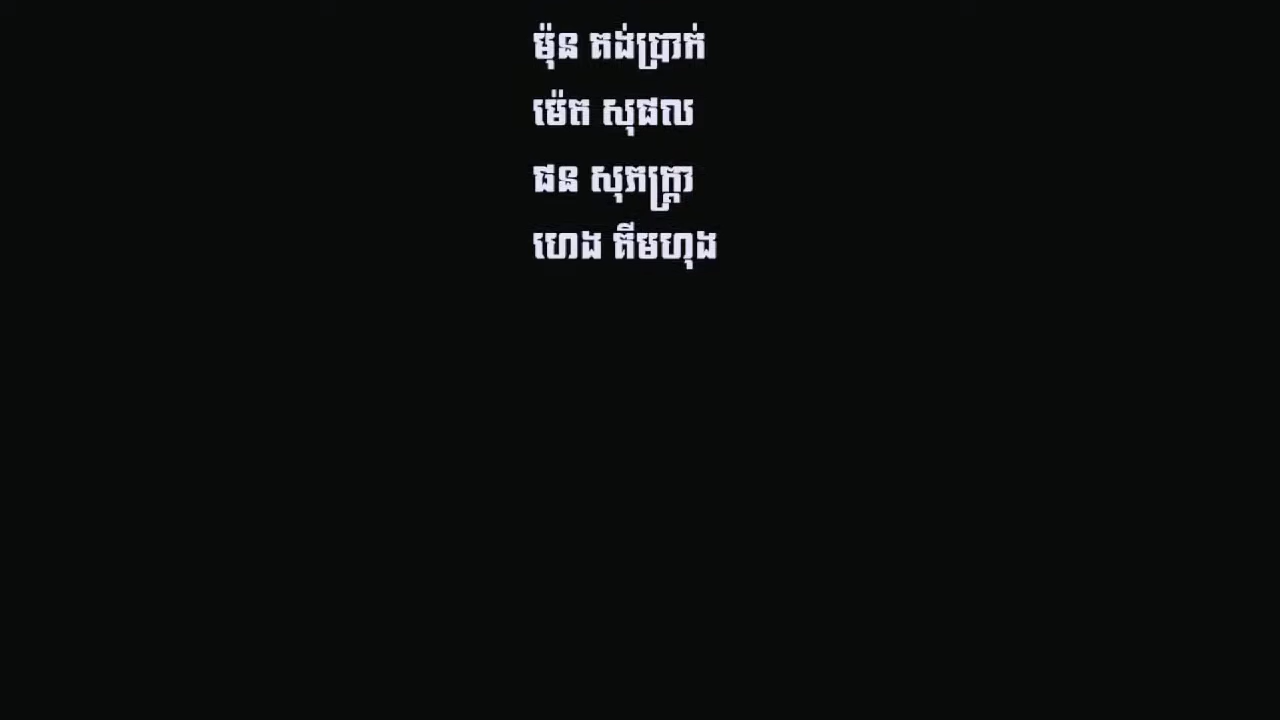 ម៉ុន គង់ប្រាក់
ម៉េត សុផល
ផន សុភក្ត្រា
ហេង គីមហុង